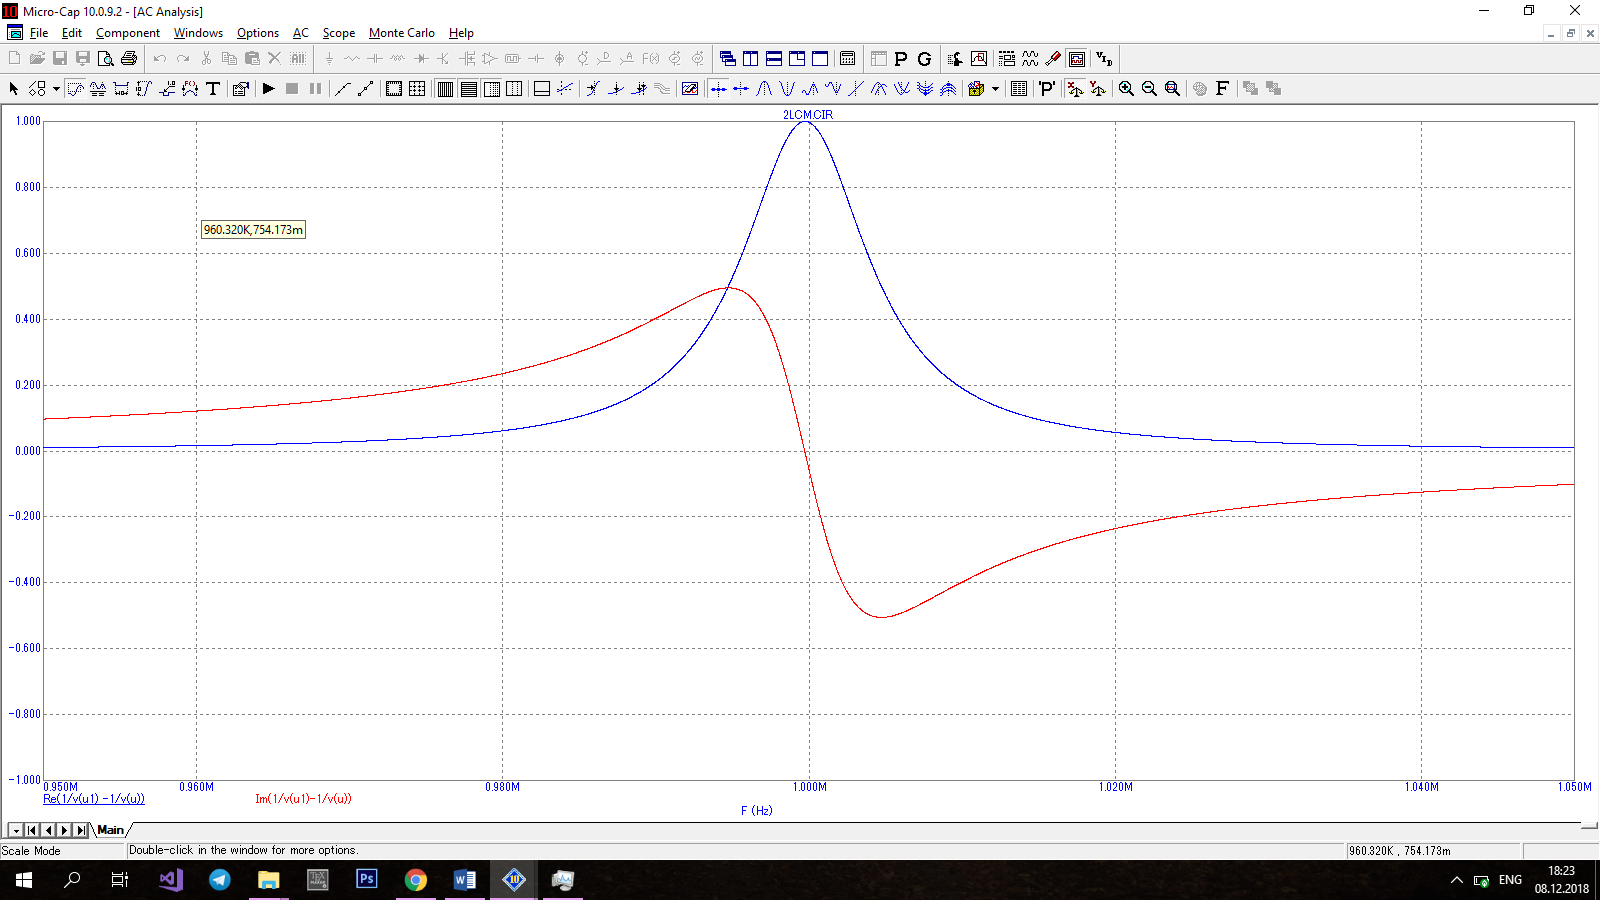 10 Micro-Cap 10.0.9.2 - [AC Analysis]
File Edit Component Windows Options AC Scope Monte Carlo Help
2LCM.CIR
1.000
0.800
960.320K,754.173m
0.600
0.400
0.200
0.000
-0.200
-0.400
-0.600
-0.800
-1.000
0.950M 0.960M 0.980M 1.000M 1.020M 1.040M 1.050M
Re(1/v(u1) -1/v(u)) Im(1/v(u1)-1/v(u))
F (Hz)
Main
Scale Mode Double-click in the window for more options. 960.320K , 754.173m
ENG 18:23
08.12.2018